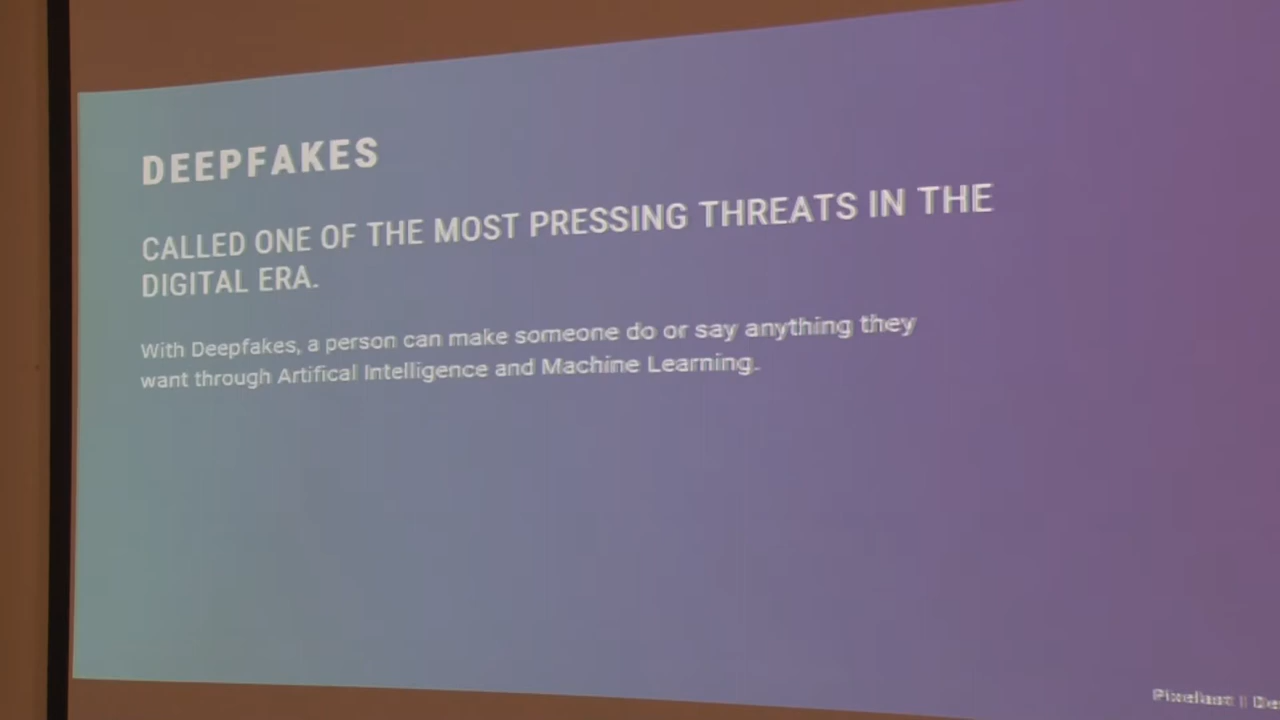 DEEPFAKES
CALLED ONE OF THE MOST PRESSING THREATS IN THE
DIGITAL ERA.
With Deepfakes, a person can make someone do or say anything they
want through Artifical Intelligence and Machine Learning.